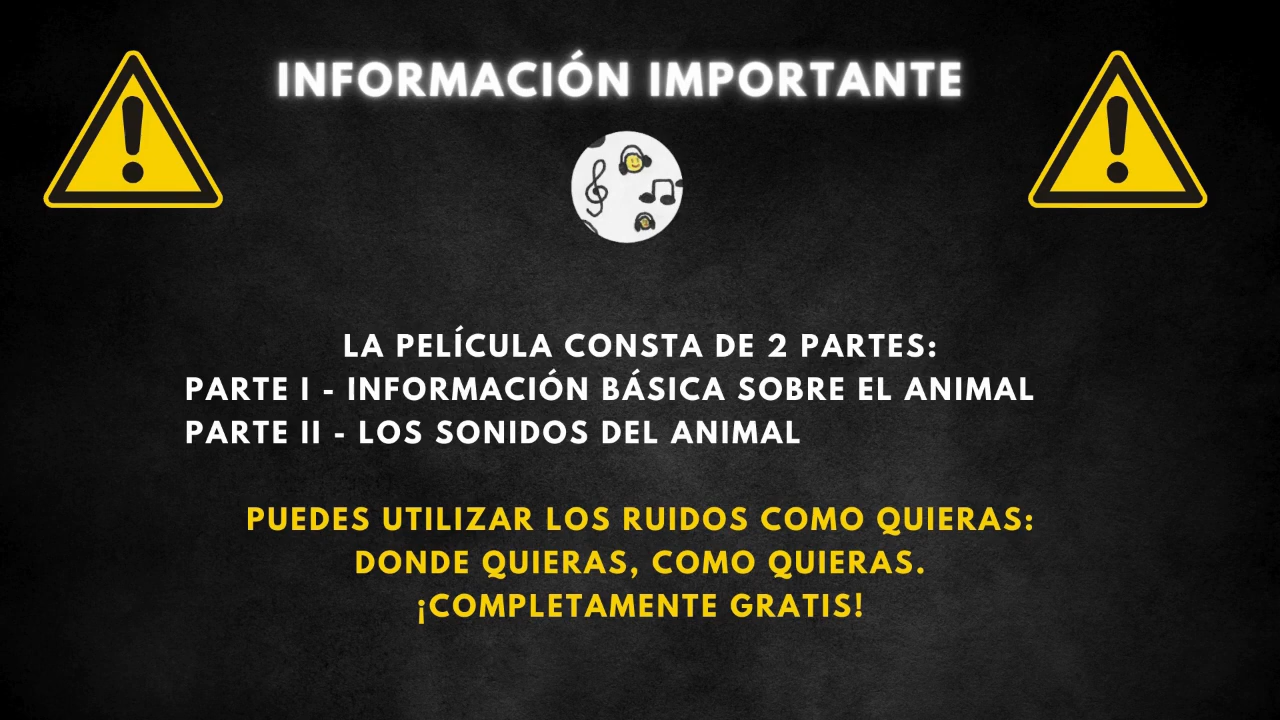 INFORMACIÓN IMPORTANTE
LA PELÍCULA CONSTA DE 2 PARTES:
PARTE I - INFORMACIÓN BÁSICA SOBRE EL ANIMAL
PARTE II - LOS SONIDOS DEL ANIMAL
PUEDES UTILIZAR LOS RUIDOS COMO QUIERAS:
DONDE QUIERAS, COMO QUIERAS.
¡COMPLETAMENTE GRATIS!